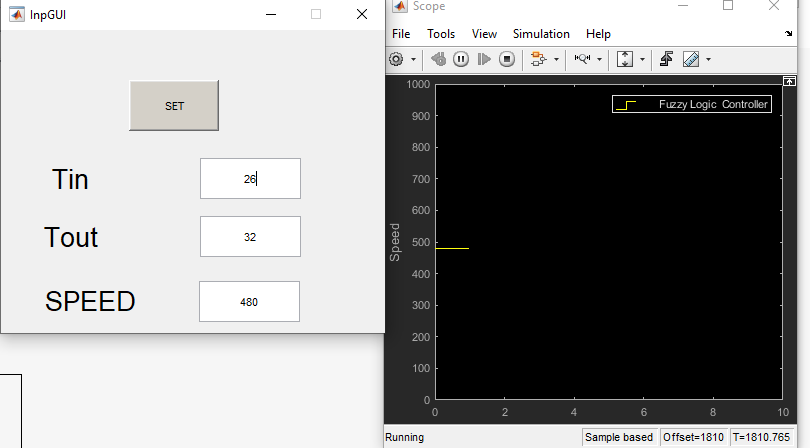 InpGUI
SET
Tin
26
Tout
32
SPEED
480
Scope
File Tools View Simulation Help
1000
900
800
700
600
500
400
300
200
100
0
Speed
Fuzzy Logic Controller
0 2 4 6 8 10
Running
Sample based Offset=1810 T=1810.765